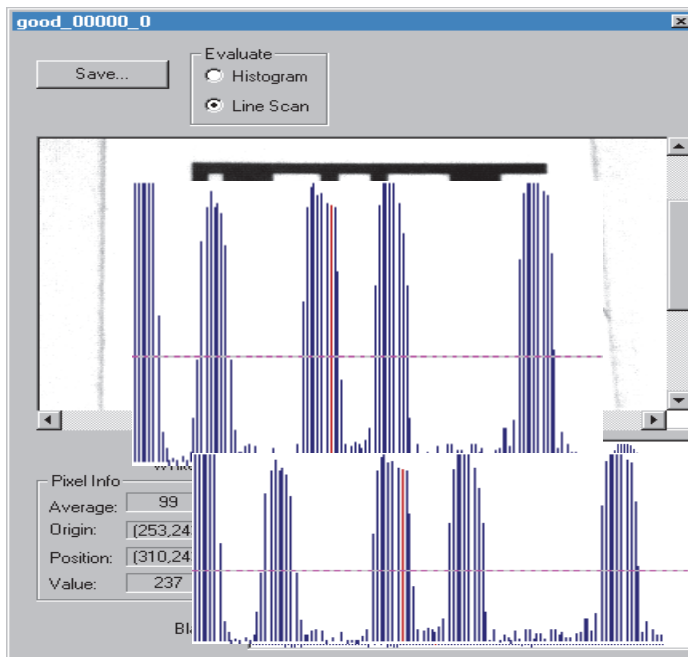 good_00000_0
Evaluate
Save...
Histogram
Line Scan
Pixel Info
Average: 99
Origin: (253,24
Position: (310,24
Value: 237